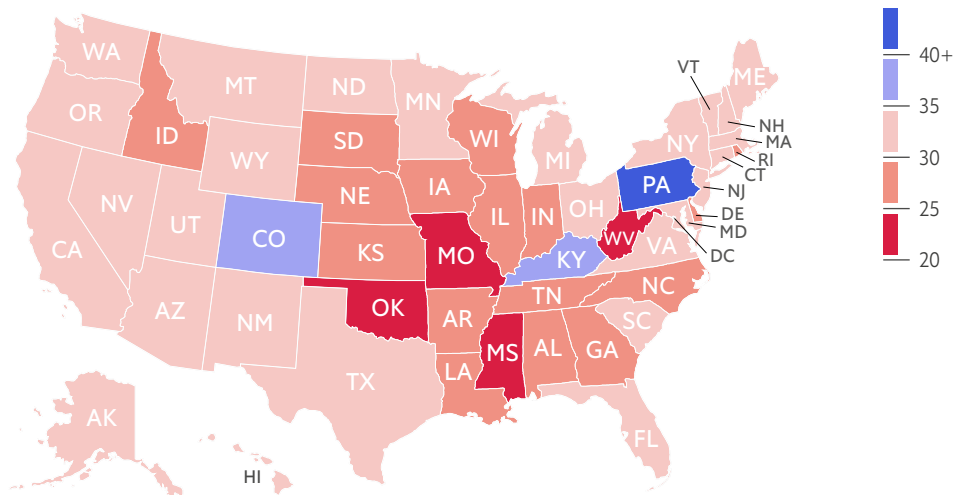 WA
OR
CA
NV
ID
MT
WY
UT
AZ
CO
NM
ND
SD
NE
KS
OK
TX
MN
IA
MO
AR
LA
WI
IL
MS
MI
IN
KY
TN
AL
OH
WV
GA
FL
SC
NC
VA
PA
NY
VT
ME
NH
MA
RI
CT
NJ
DE
MD
DC
AK
HI
40+
35
30
25
20